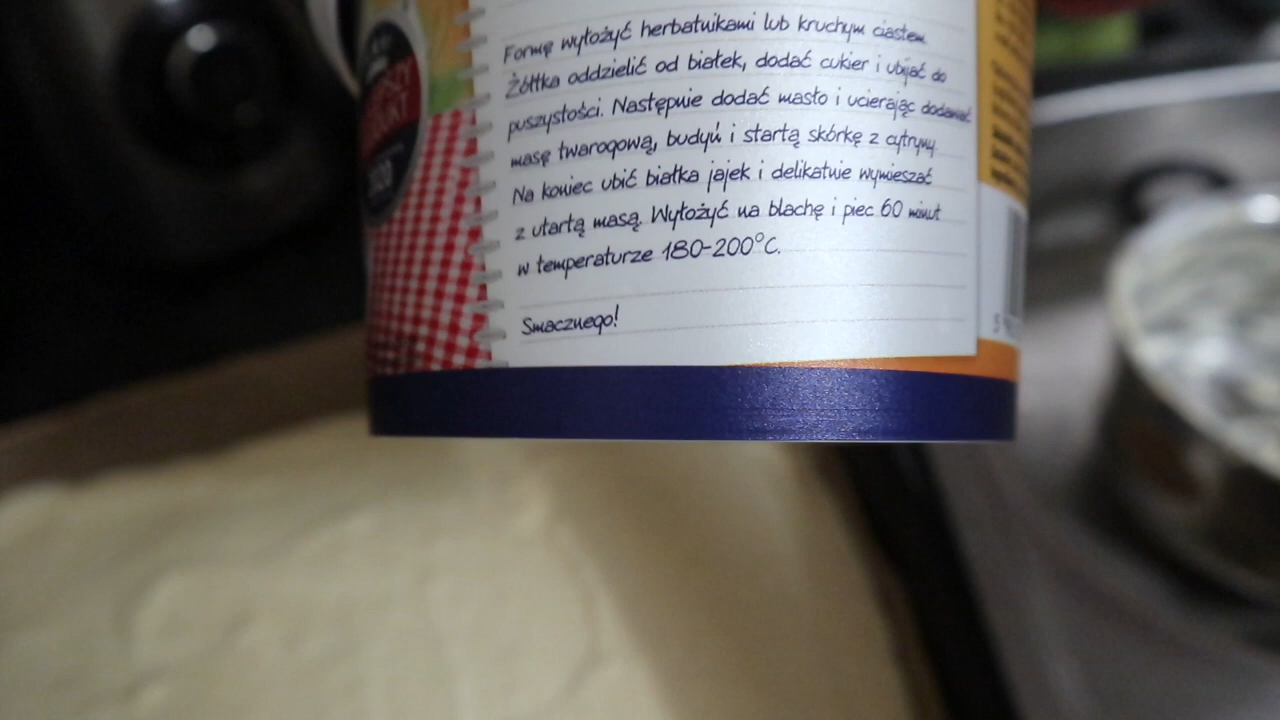 Formę wyłożyć herbatnikami lub kruchym ciastem
Żółtka oddzielić od białek, dodać cukier i ubijać do
puszystości. Następnie dodać masło i ucierając dodawać
masę twarogową, budyń i startą skórkę z cytryny
Na koniec ubić białka jajek i delikatnie wymieszać
z utartą masą. Wyłożyć na blachę i piec 60 minut
w temperaturze 180-200°C.
Smacznego!